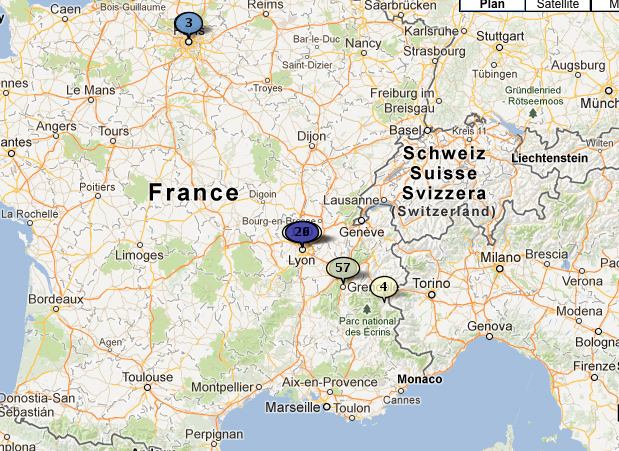 Caen
Bois-Guillaume
Reims
Saarbrücken
Plan
Satellite
M
3
Karlsruhe
Stuttgart
Bar-le-Duc
Nancy
Strasbourg
Saint-Dizier
Tübingen
Augsburg
Le Mans
Troyes
Freiburg im
Breisgau
Gründlenried
Rötseemoos
Münch
Angers
Tours
Dijon
Basel
Kreis 11
Wilten
antes
Schweiz
Suisse
Svizzera
(Switzerland)
Liechtenstein
France
Poitiers
Digoin
Lausanne
La Rochelle
Bourg-en-Bresse
Genève
Limoges
Lyon
57
Gre
4
Milano
Brescia
Verona
Torino
Bordeaux
Parc national
des Ecrins
Modena
Genova
Bologna
Agen
Toulouse
Montpellier
Aix-en-Provence
Monaco
Firenze
Cannes
Donostia-San
Sebastián
Marseille
Toulon
Perpignan
mplona